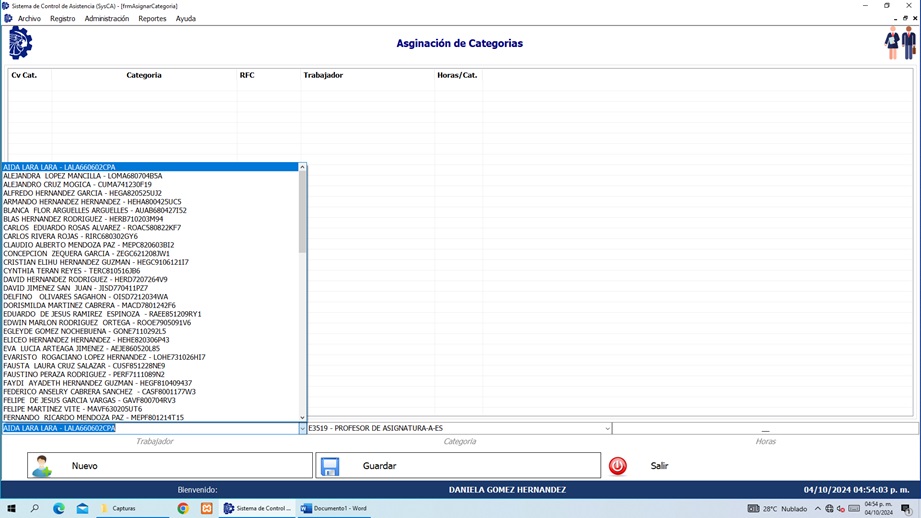 Sistema de Control de Asistencia (SysCA) - [frmAsignarCategoria]
Archivo Registro Administración Reportes Ayuda
Asginación de Categorias
Cv Cat. Categoria RFC Trabajador Horas/Cat.
AIDA LARA LARA - LALA660602CPA
ALEJANDRA LOPEZ MANCILLA - LOMA680704B5A
ALEJANDRO CRUZ MOGICA - CUMA741230F19
ALFREDO HERNANDEZ GARCIA - HEGA820525UJ2
ARMANDO HERNANDEZ HERNANDEZ - HEHA800425UC5
BLANCA FLOR ARGUELLES ARGUELLES - AUAB680427I52
BLAS HERNANDEZ RODRIGUEZ - HERB710203M94
CARLOS EDUARDO ROSAS ALVAREZ - ROAC580822KF7
CARLOS RIVERA ROJAS - RIRC680302GY6
CLAUDIO ALBERTO MENDOZA PAZ - MEPC820603BI2
CONCEPCION ZEQUERA GARCIA - ZEGC621208JW1
CRISTIAN ELIHU HERNANDEZ GUZMAN - HEGC9106121I7
CYNTHIA TERAN REYES - TERC810516JB6
DAVID HERNANDEZ RODRIGUEZ - HERD7207264V9
DAVID JIMENEZ SAN JUAN - JISD770411PZ7
DELFINO OLIVARES SAGAHON - OISD7212034WA
DORISMILDA MARTINEZ CABRERA - MACD7801242F6
EDUARDO DE JESUS RAMIREZ ESPINOZA - RAEE851209RY1
EDWIN MARLON RODRIGUEZ ORTEGA - ROOE7905091V6
EGLEYDE GOMEZ NOCHEBUENA - GONE7110292L5
ELICEO HERNANDEZ HERNANDEZ - HEHE820306P43
EVA LUCIA ARTEAGA JIMENEZ - AEJE860520L85
EVARISTO ROGACIANO LOPEZ HERNANDEZ - LOHE731026HI7
FAUSTA LAURA CRUZ SALAZAR - CUSF851228NE9
FAUSTINO PERAZA RODRIGUEZ - PERF7111089N2
FAYDI AYADETH HERNANDEZ GUZMAN - HEGF810409437
FEDERICO ANSELRY CABRERA SANCHEZ - CASF8001177W3
FELIPE DE JESUS GARCIA VARGAS - GAVF800704RV3
FELIPE MARTINEZ VITE - MAVF630205UT6
FERNANDO RICARDO MENDOZA PAZ - MEPF801214T15
AIDA LARA LARA - LALA660602CPA E3519 - PROFESOR DE ASIGNATURA-A-ES __
Trabajador Categoría Horas
Nuevo Guardar Salir
Bienvenido: DANIELA GOMEZ HERNANDEZ 04/10/2024 04:54:03 p. m.
Capturas Sistema de Control ... Documento1 - Word 28°C Nublado 04:54 p. m.
04/10/2024